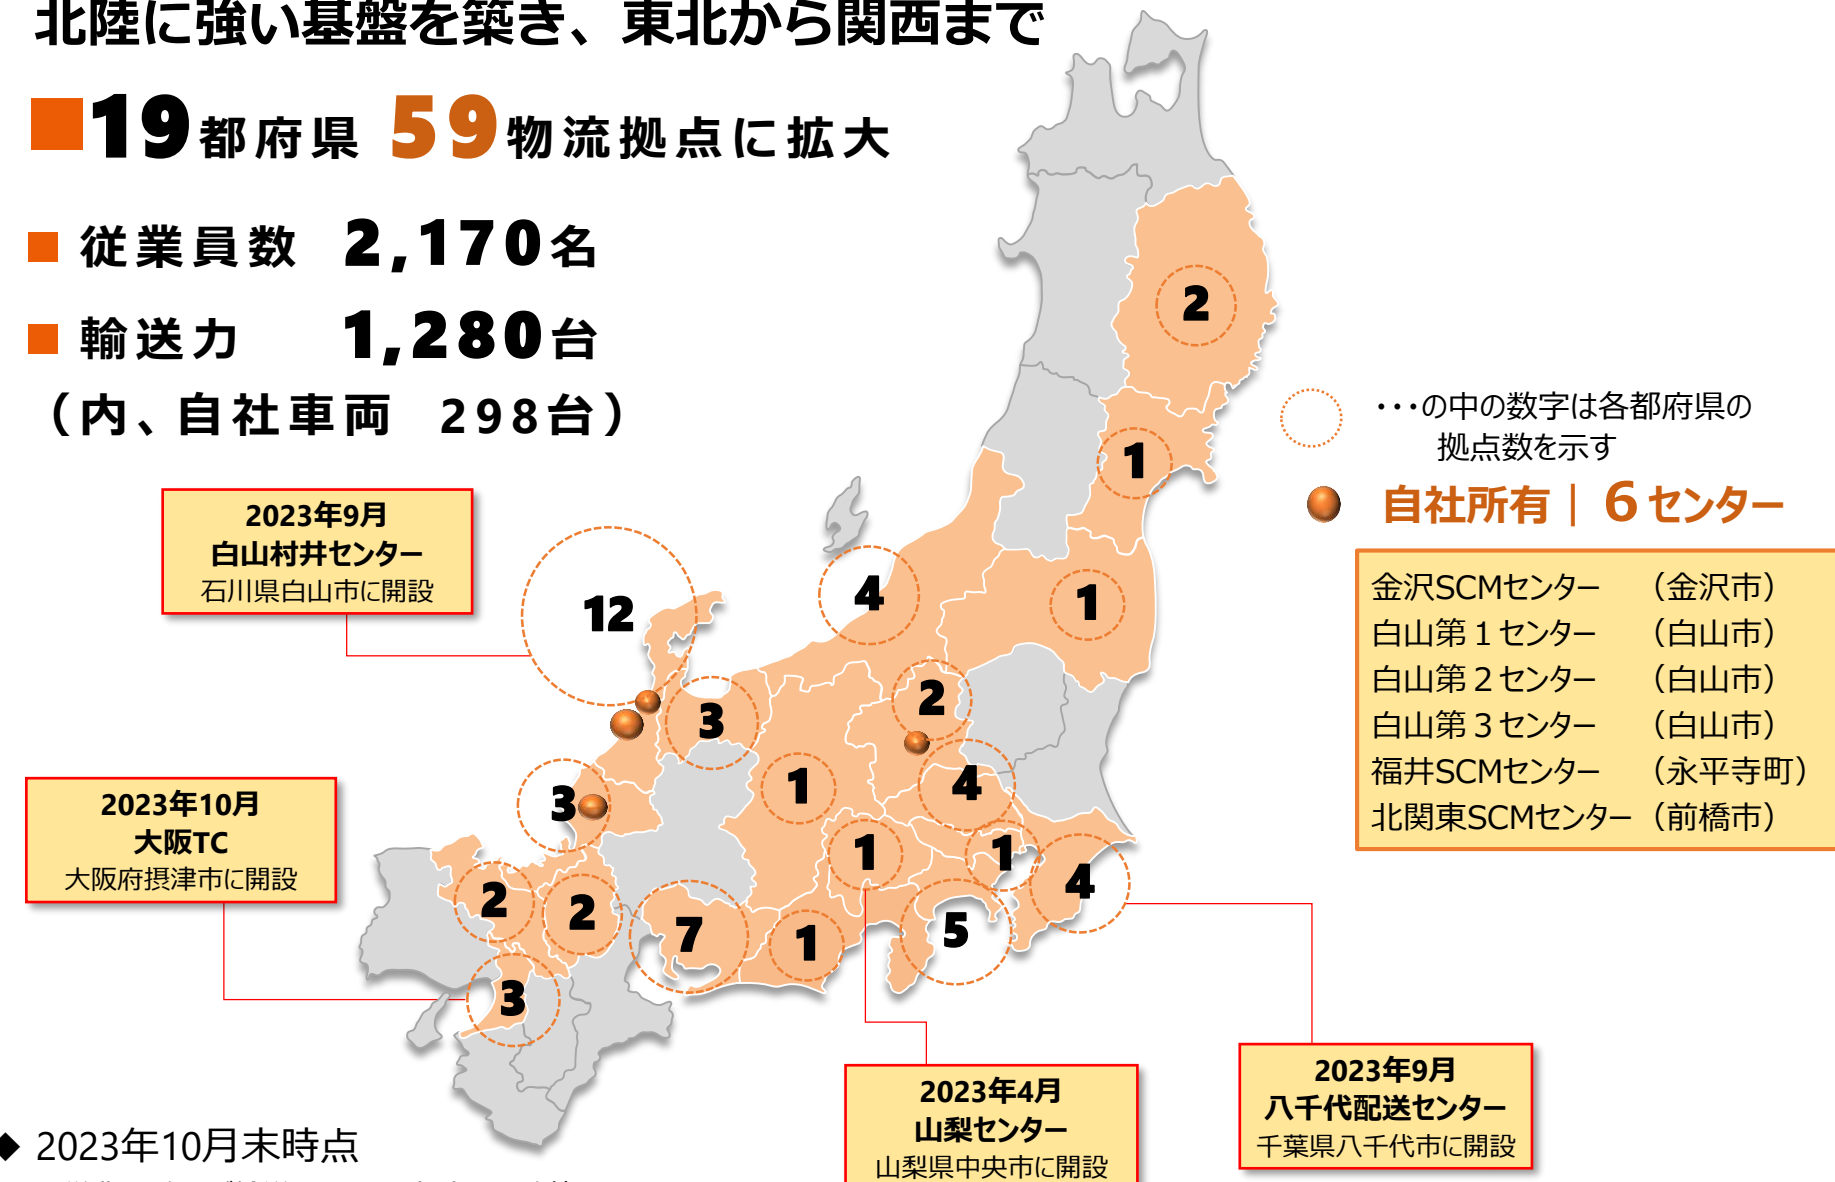 北陸に強い基盤を築き、東北から関西まで
■19都府県 59物流拠点に拡大
■ 従業員数 2,170名
■ 輸送力 1,280台
（内、自社車両 298台）
・・・の中の数字は各都府県の
拠点数を示す
自社所有｜６センター
金沢SCMセンター （金沢市）
白山第１センター （白山市）
白山第２センター （白山市）
白山第３センター （白山市）
福井SCMセンター （永平寺町）
北関東SCMセンター （前橋市）
2023年9月
白山村井センター
石川県白山市に開設
2023年10月
大阪TC
大阪府摂津市に開設
2023年4月
山梨センター
山梨県中央市に開設
2023年9月
八千代配送センター
千葉県八千代市に開設
2
1
1
4
12
2
3
4
1
3
1
1
4
2
2
7
1
5
3
◆ 2023年10月末時点